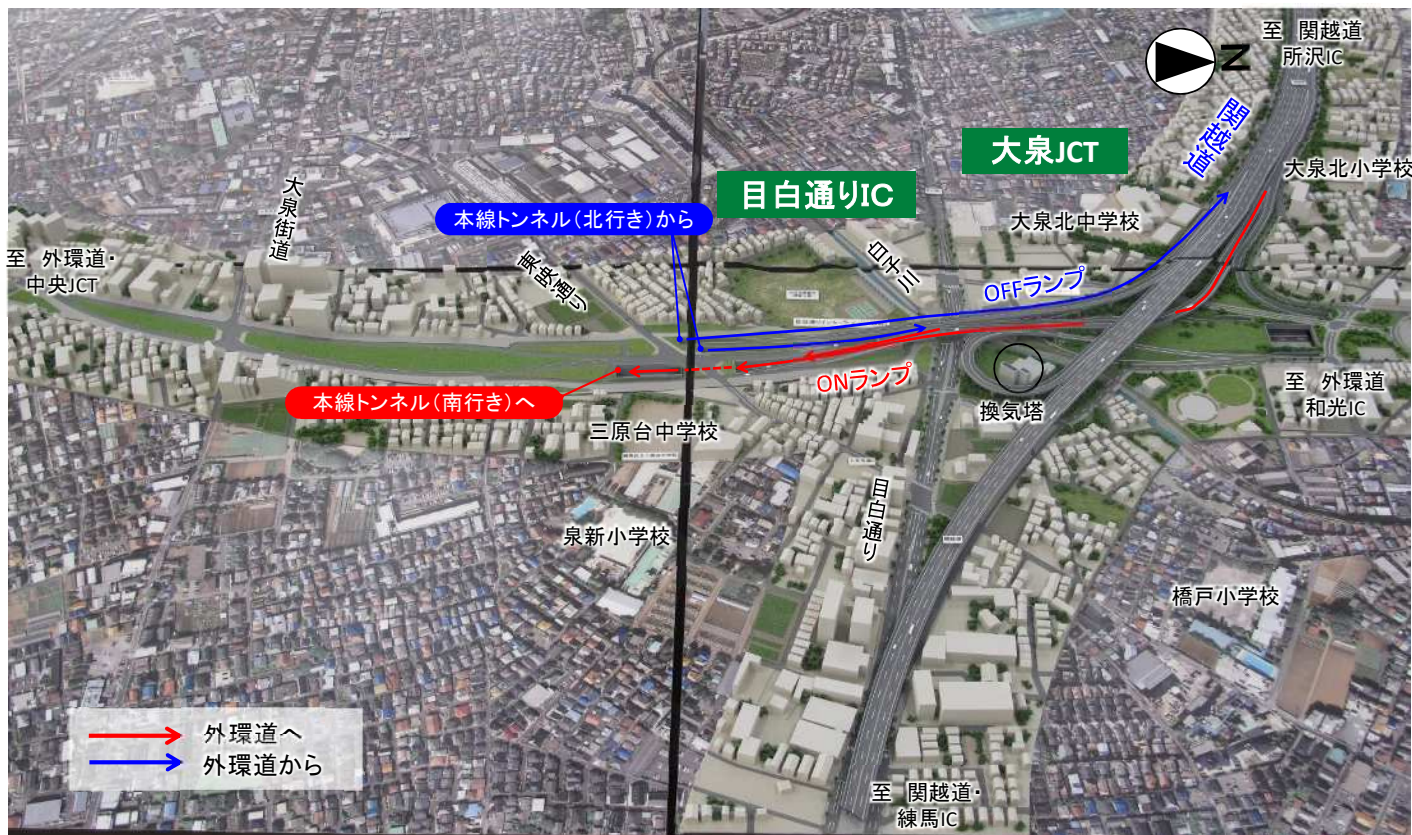 至 関越道
所沢IC
N
関越道
大泉JCT
大泉北小学校
目白通りIC
大泉街道
本線トンネル(北行き)から
大泉北中学校
至 外環道・
中央JCT
東映通り
白子川
OFFランプ
ONランプ
本線トンネル(南行き)へ
換気塔
至 外環道
和光IC
三原台中学校
目白通り
泉新小学校
橋戸小学校
外環道へ
外環道から
至 関越道・
練馬IC